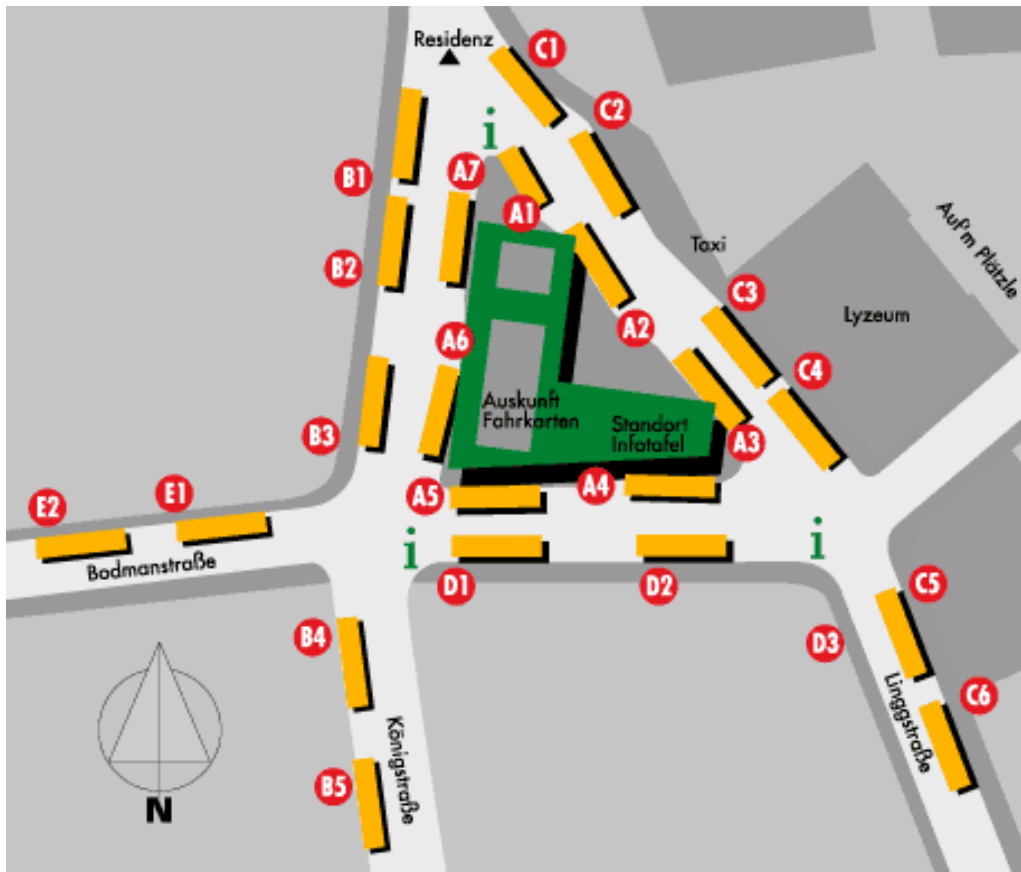 Residenz
C1
C2
i
B1
A7
A1
Auf'm Plätzle
Taxi
B2
C3
A2
Lyzeum
A6
C4
Auskunft
Fahrkarten
Standort
Infotafel
B3
A3
E2
E1
A5
A4
i
i
Bodmanstraße
D1
D2
C5
B4
D3
C6
Linggstraße
Königstraße
B5
N